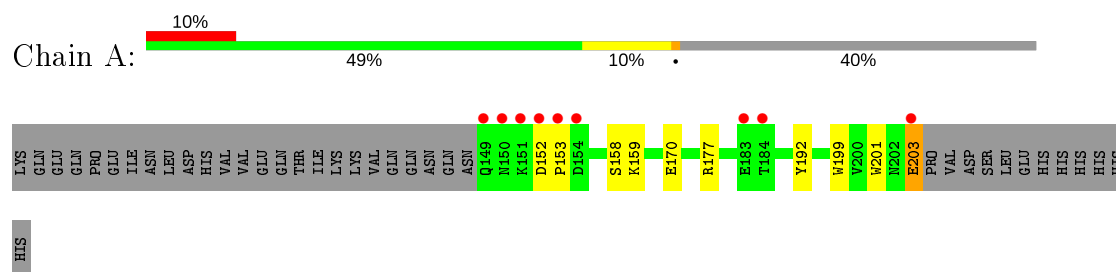 10%
Chain A:
49% 10% • 40%
LYS GLN GLU GLN PRO GLU ILE ASN LEU ASP HIS VAL VAL GLU GLN THR ILE LYS LYS VAL GLN GLN ASN GLN ASN Q149 N150 K151 D152 P153 D154 S158 K159 E170 R177 E183 T184 Y192 W199 V200 W201 N202 E203 PRO VAL ASP SER LEU GLU HIS HIS HIS HIS
HIS